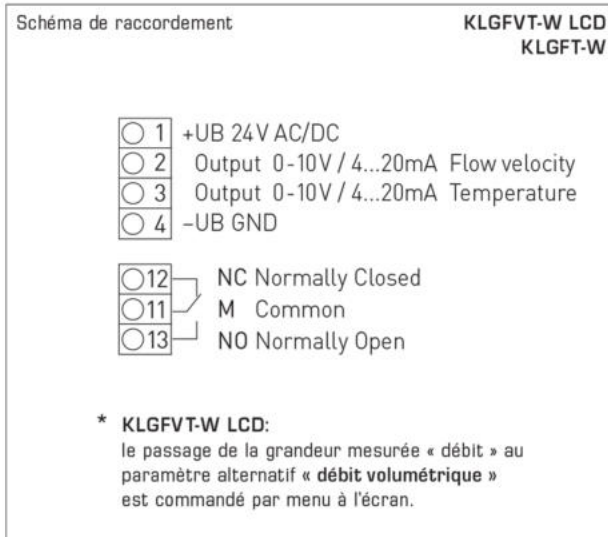 Schéma de raccordement KLGFVT-W LCD
KLGFT-W
1 +UB 24V AC/DC
2 Output 0-10V / 4...20mA Flow velocity
3 Output 0-10V / 4...20mA Temperature
4 –UB GND
12 NC Normally Closed
11 M Common
13 NO Normally Open
* KLGFVT-W LCD:
le passage de la grandeur mesurée « débit » au
paramètre alternatif « débit volumétrique »
est commandé par menu à l'écran.